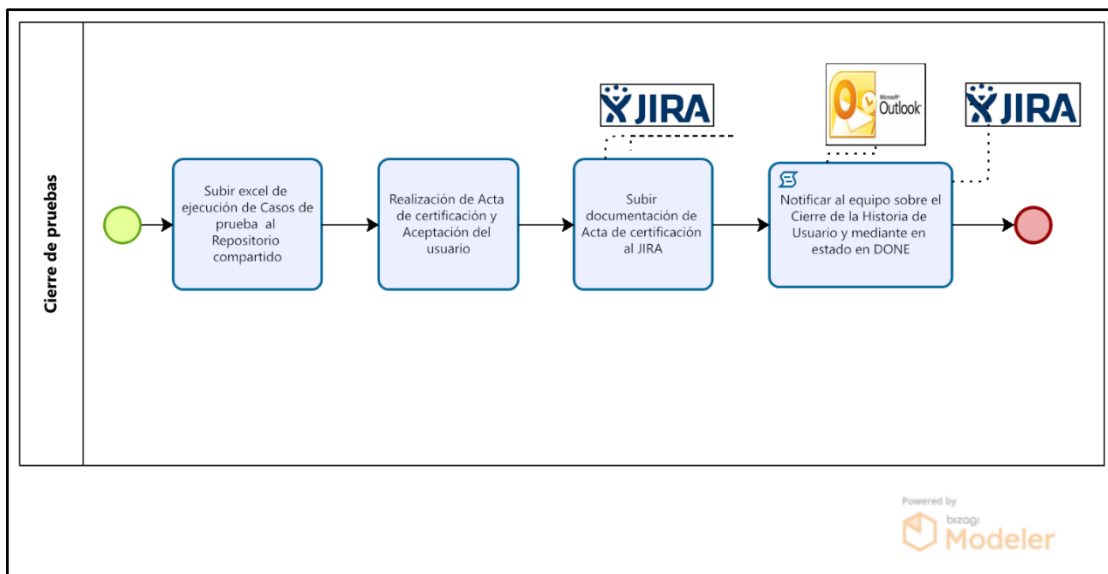 Cierre de pruebas
JIRA
Microsoft
Outlook
JIRA
Subir excel de
ejecución de Casos de
prueba al
Repositorio
compartido
Realización de Acta
de certificación y
Aceptación del
usuario
Subir
documentación de
Acta de certificación
al JIRA
Notificar al equipo sobre el
Cierre de la Historia de
Usuario y mediante en
estado en DONE
Powered by
bizagi
Modeler